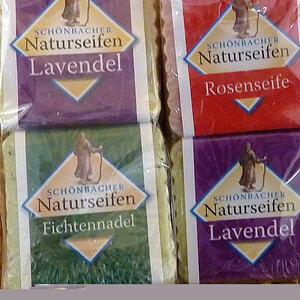 SCHÖNBACHER
Naturseifen
Lavendel
SCHÖNBACHER
Naturseifen
Rosenseife
SCHÖNBACHER
Naturseifen
Fichtennadel
SCHÖNBACHER
Naturseifen
Lavendel